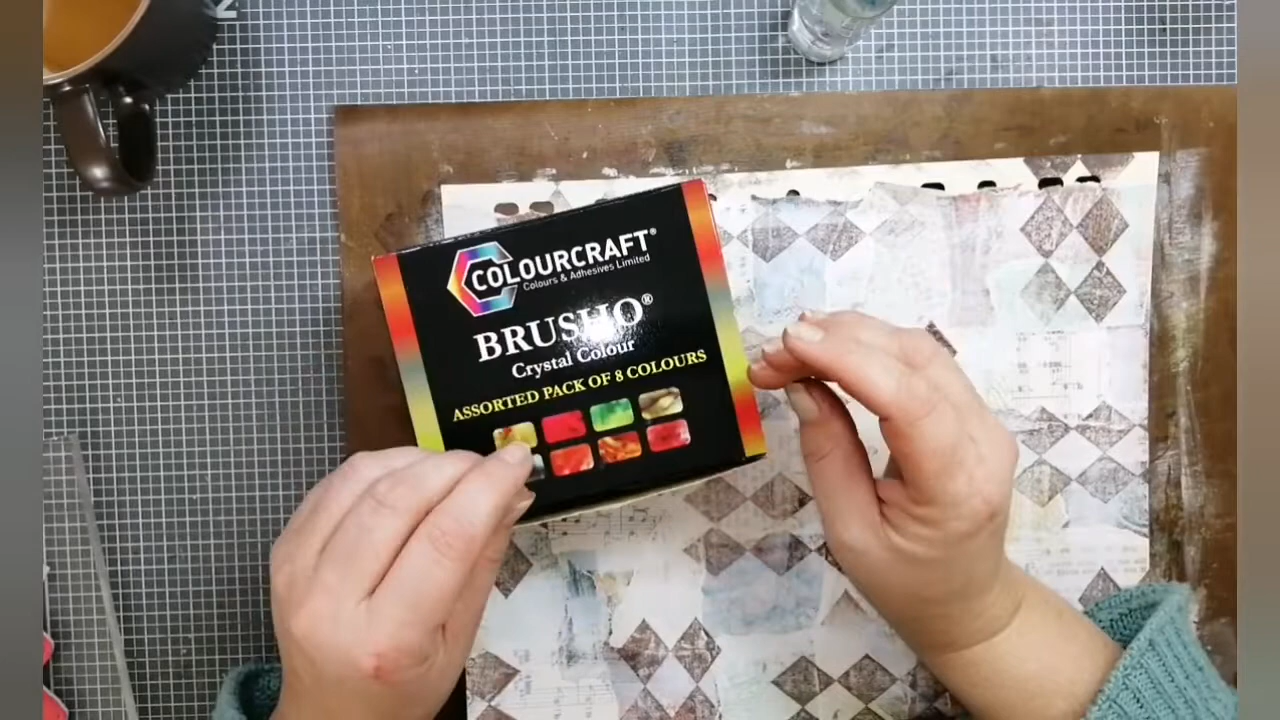 COLOURCRAFT®
Colours & Adhesives Limited
BRUSHO®
Crystal Colour
ASSORTED PACK OF 8 COLOURS